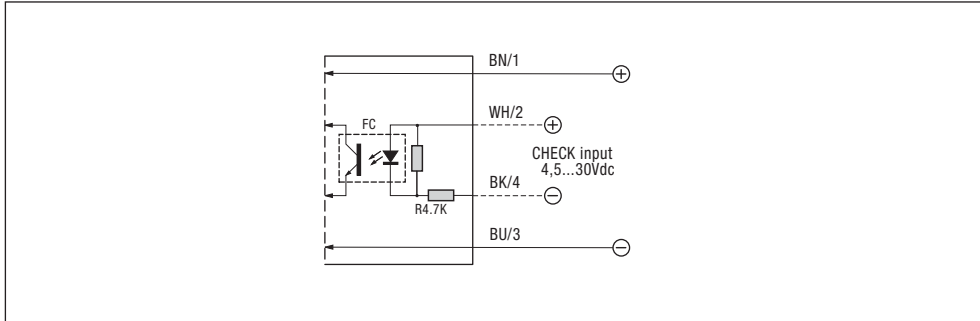 BN/1
WH/2
FC
CHECK input
4,5...30Vdc
BK/4
R4.7K
BU/3